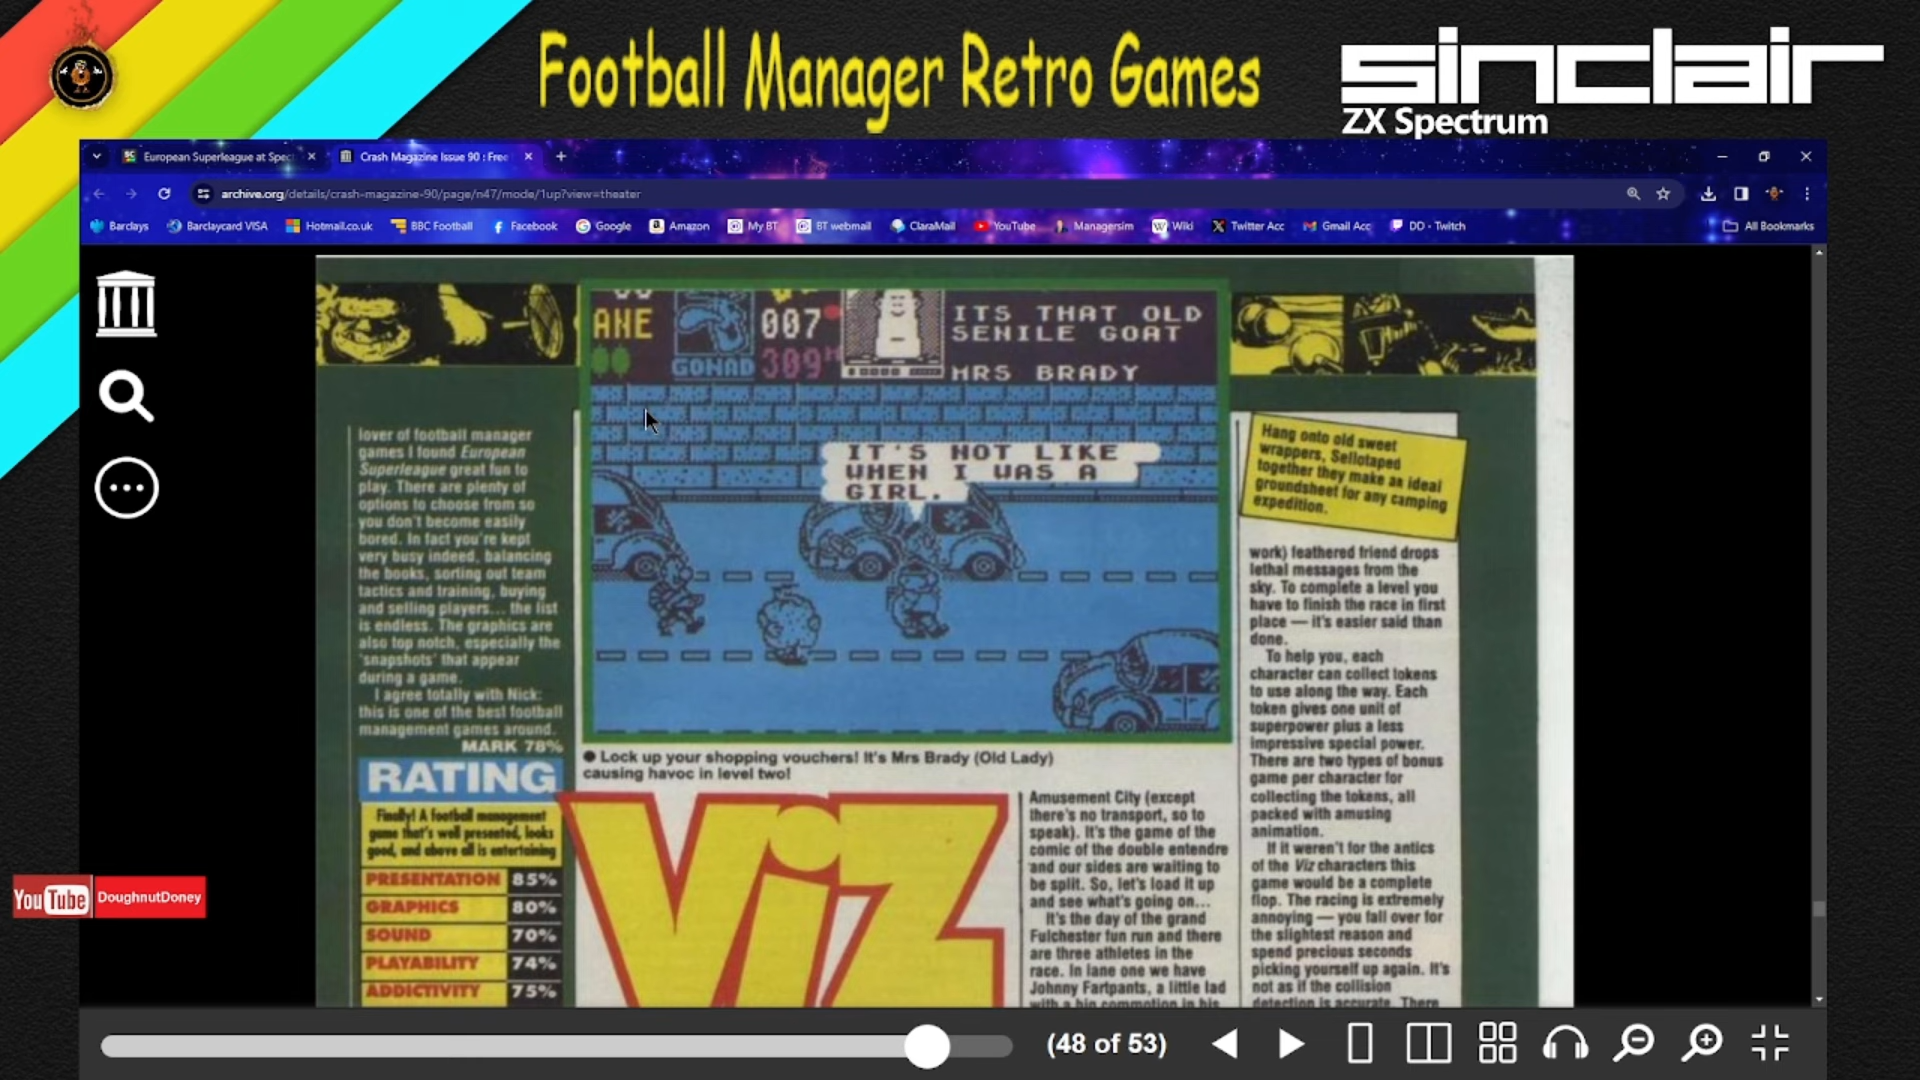 Football Manager Retro Games
sinclair
ZX Spectrum
European Superleague at Spec
Crash Magazine Issue 90 : Free
archive.org/details/crash-magazine-90/page/n47/mode/1up?view=theater
Barclays
Barclaycard VISA
Hotmail.co.uk
BBC Football
Facebook
Google
Amazon
My BT
BT webmail
ClaraMail
YouTube
Managersim
Wiki
Twitter Acc
Gmail Acc
DD - Twitch
All Bookmarks
ANE
GONAD
007
309
ITS THAT OLD
SENILE GOAT
MRS BRADY
IT'S NOT LIKE
WHEN I WAS A
GIRL.
lover of football manager
games I found European
Superleague great fun to
play. There are plenty of
options to choose from so
you don't become easily
bored. In fact you're kept
very busy indeed, balancing
the books, sorting out team
tactics and training, buying
and selling players... the list
is endless. The graphics are
also top notch, especially the
'snapshots' that appear
during a game.
I agree totally with Nick:
this is one of the best football
management games around.
MARK 78%
RATING
Finally! A football management
game that's well presented, looks
good, and above all is entertaining
PRESENTATION 85%
GRAPHICS 80%
SOUND 70%
PLAYABILITY 74%
ADDICTIVITY 75%
● Lock up your shopping vouchers! It's Mrs Brady (Old Lady)
causing havoc in level two!
Viz
Amusement City (except
there's no transport, so to
speak). It's the game of the
comic of the double entendre
and our sides are waiting to
be split. So, let's load it up
and see what's going on...
It's the day of the grand
Fulchester fun run and there
are three athletes in the
race. In lane one we have
Johnny Fartpants, a little lad
with a big commotion in his
Hang onto old sweet
wrappers, Sellotaped
together they make an ideal
groundsheet for any camping
expedition.
work) feathered friend drops
lethal messages from the
sky. To complete a level you
have to finish the race in first
place — it's easier said than
done.
To help you, each
character can collect tokens
to use along the way. Each
token gives one unit of
superpower plus a less
impressive special power.
There are two types of bonus
game per character for
collecting the tokens, all
packed with amusing
animation.
If it weren't for the antics
of the Viz characters this
game would be a complete
flop. The racing is extremely
annoying — you fall over for
the slightest reason and
spend precious seconds
picking yourself up again. It's
not as if the collision
detection is accurate. There
YouTube DoughnutDoney
(48 of 53)